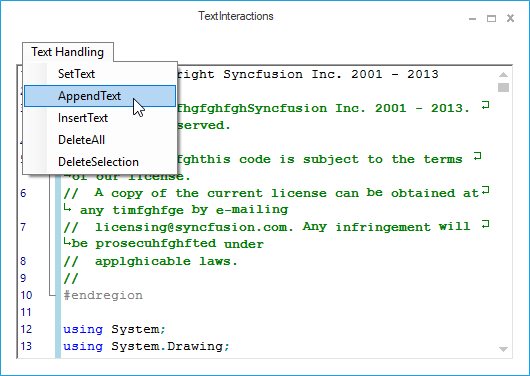 TextInteractions
Text Handling
SetText
AppendText
InsertText
DeleteAll
DeleteSelection
right Syncfusion Inc. 2001 - 2013
fhgfghfghSyncfusion Inc. 2001 - 2013.
served.
fghthis code is subject to the terms
of our license.
6 // A copy of the current license can be obtained at
any timfghfge by e-mailing
7 // licensing@syncfusion.com. Any infringement will
be prosecuhfghfted under
8 // applghicable laws.
9 //
10 #endregion
11
12 using System;
13 using System.Drawing;